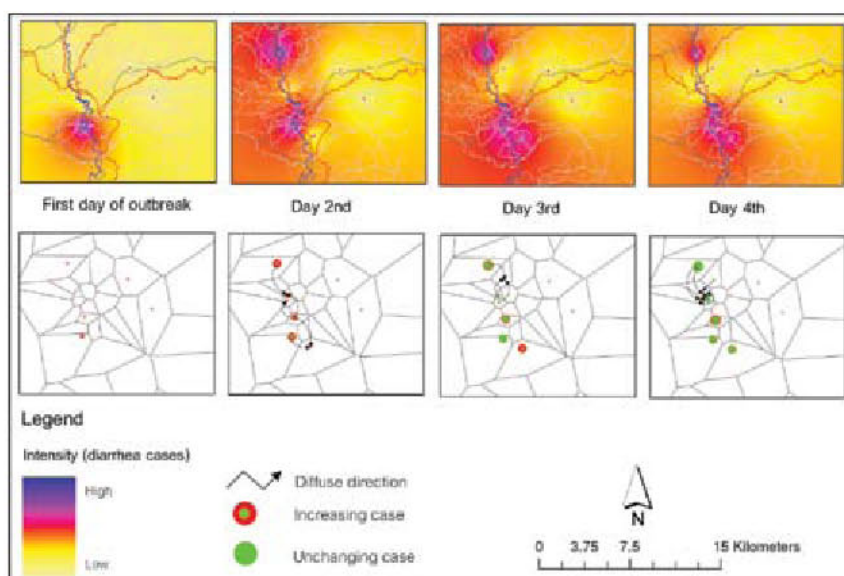 First day of outbreak
Day 2nd
Day 3rd
Day 4th
Legend
Intensity (diarrhea cases)
High
Low
Diffuse direction
Increasing case
Unchanging case
N
0 3.75 7.5 15 Kilometers